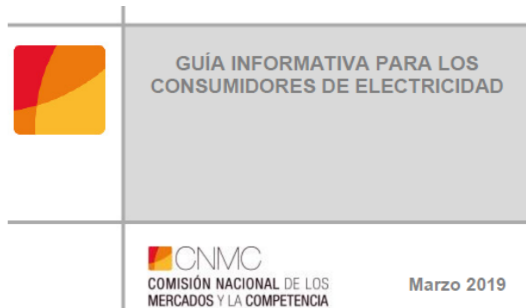 GUÍA INFORMATIVA PARA LOS
CONSUMIDORES DE ELECTRICIDAD
CNMC
COMISIÓN NACIONAL DE LOS
MERCADOS Y LA COMPETENCIA
Marzo 2019